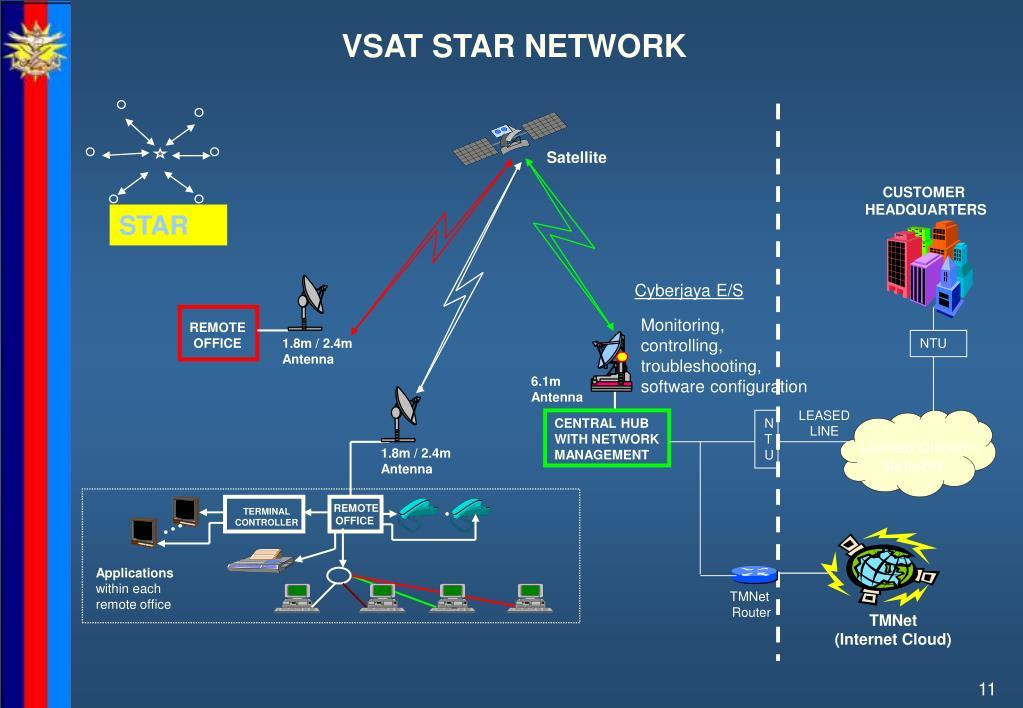 VSAT STAR NETWORK
STAR
Satellite
CUSTOMER
HEADQUARTERS
NTU
REMOTE
OFFICE
1.8m / 2.4m
Antenna
Cyberjaya E/S
Monitoring,
controlling,
troubleshooting,
software configuration
6.1m
Antenna
CENTRAL HUB
WITH NETWORK
MANAGEMENT
N
T
U
LEASED
LINE
1.8m / 2.4m
Antenna
TERMINAL
CONTROLLER
REMOTE
OFFICE
Applications
within each
remote office
TMNet
Router
TMNet
(Internet Cloud)
11